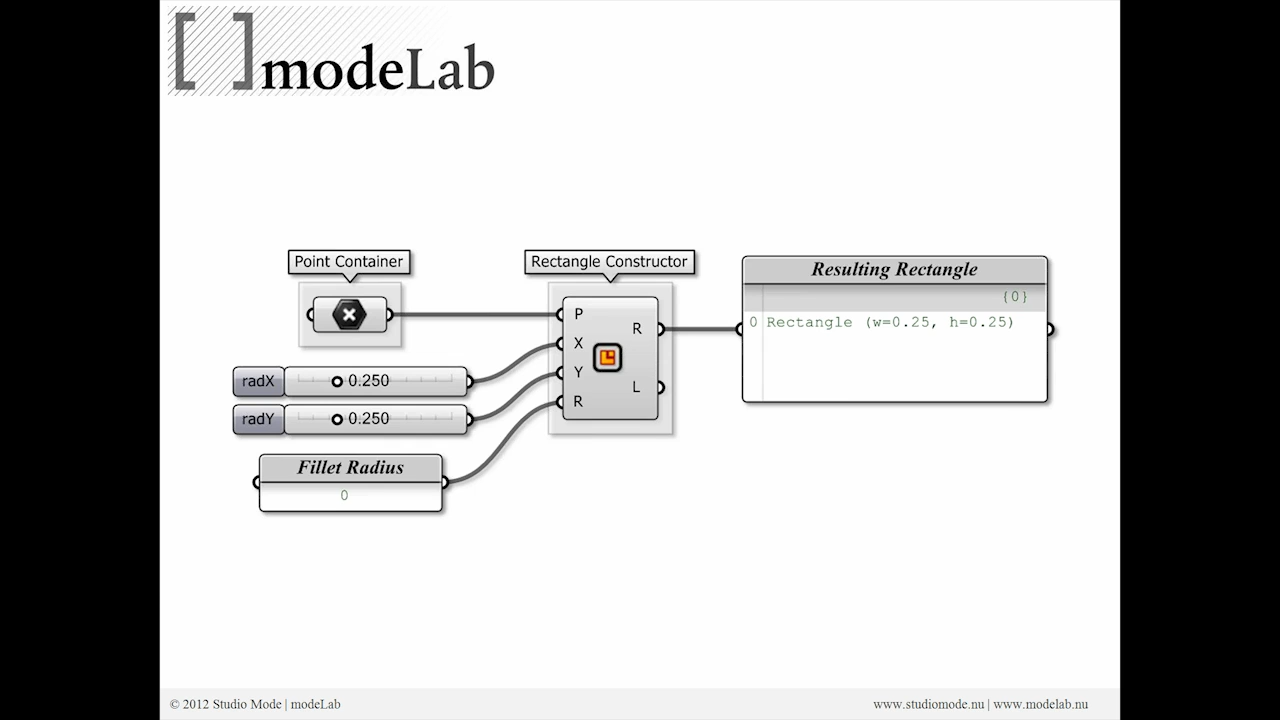 [ ] modeLab
Point Container
Rectangle Constructor
Resulting Rectangle
{0}
0 Rectangle (w=0.25, h=0.25)
P
X
Y
R
R
L
radX 0.250
radY 0.250
Fillet Radius
0
© 2012 Studio Mode | modeLab
www.studiomode.nu | www.modelab.nu